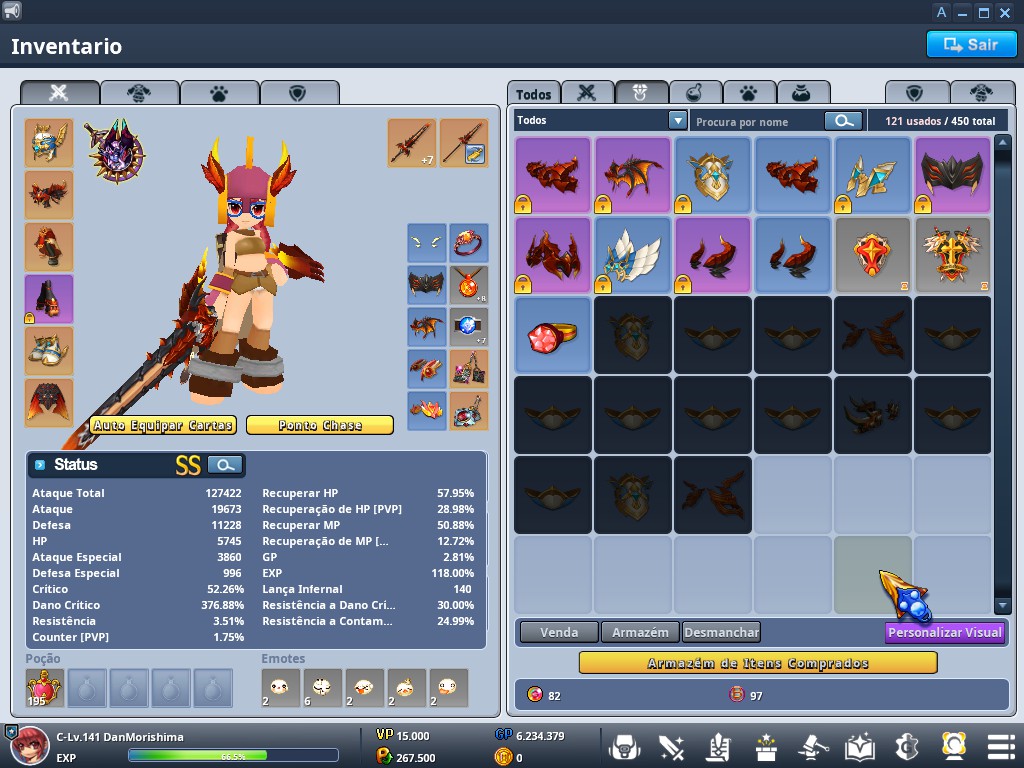 A
Inventario
Sair
Todos
Todos
Procura por nome
121 usados / 450 total
+7
+8
+7
Auto Equipar Cartas
Ponto Chase
Status
SS
Ataque Total 127422
Ataque 19673
Defesa 11228
HP 5745
Ataque Especial 3860
Defesa Especial 996
Crítico 52.26%
Dano Crítico 376.88%
Resistência 3.51%
Counter [PVP] 1.75%
Recuperar HP 57.95%
Recuperação de HP [PVP] 28.98%
Recuperar MP 50.88%
Recuperação de MP [... 12.72%
GP 2.81%
EXP 118.00%
Lança Infernal 140
Resistência a Dano Crí... 30.00%
Resistência a Contam... 24.99%
Poção
195
Emotes
2
6
2
2
2
Venda
Armazém
Desmanchar
Personalizar Visual
Armazém de Itens Comprados
82
97
C-Lv.141 DanMorishima
EXP
66.5%
VP 15.000
GP 6.234.379
267.500
0